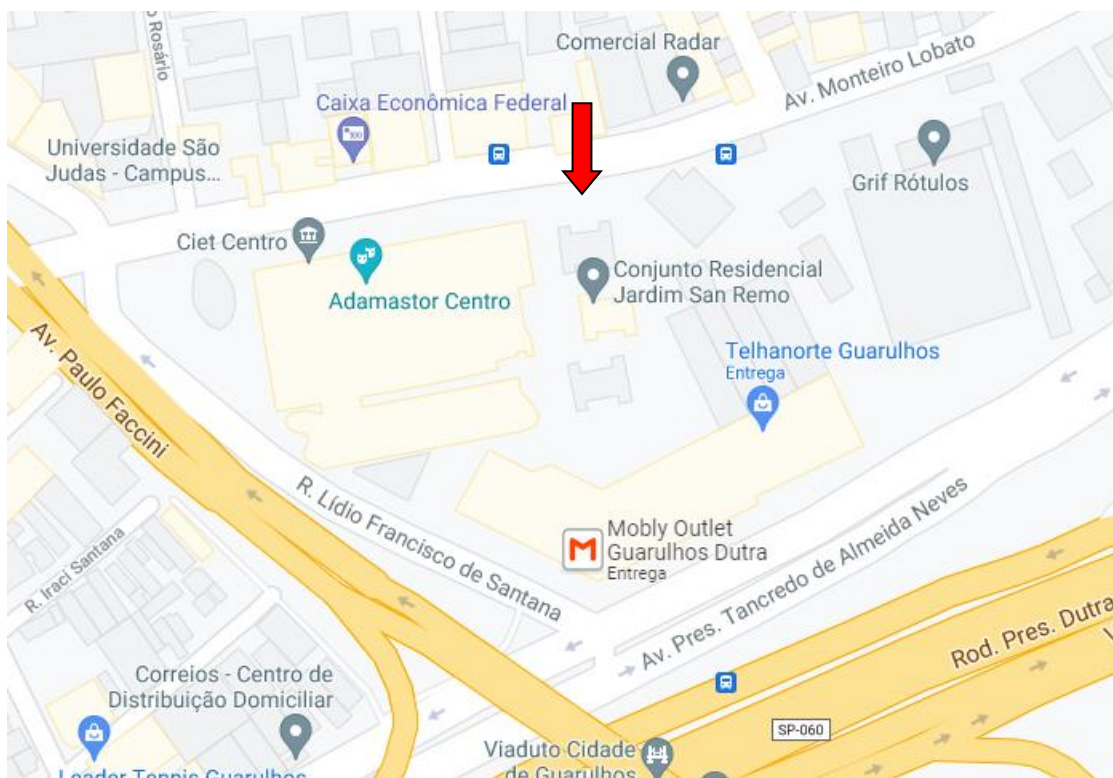 o Rosário
Comercial Radar
Av. Monteiro Lobato
Caixa Econômica Federal
Universidade São
Judas - Campus...
Grif Rótulos
Ciet Centro
Adamastor Centro
Conjunto Residencial
Jardim San Remo
Telhanorte Guarulhos
Entrega
Av. Paulo Faccini
R. Lídio Francisco de Santana
Mobly Outlet
Guarulhos Dutra
Entrega
R. Iraci Santana
Av. Pres. Tancredo de Almeida Neves
Rod. Pres. Dutra
Correios - Centro de
Distribuição Domiciliar
SP-060
Viaduto Cidade
de Guarulhos
Leader Tennis Guarulhos